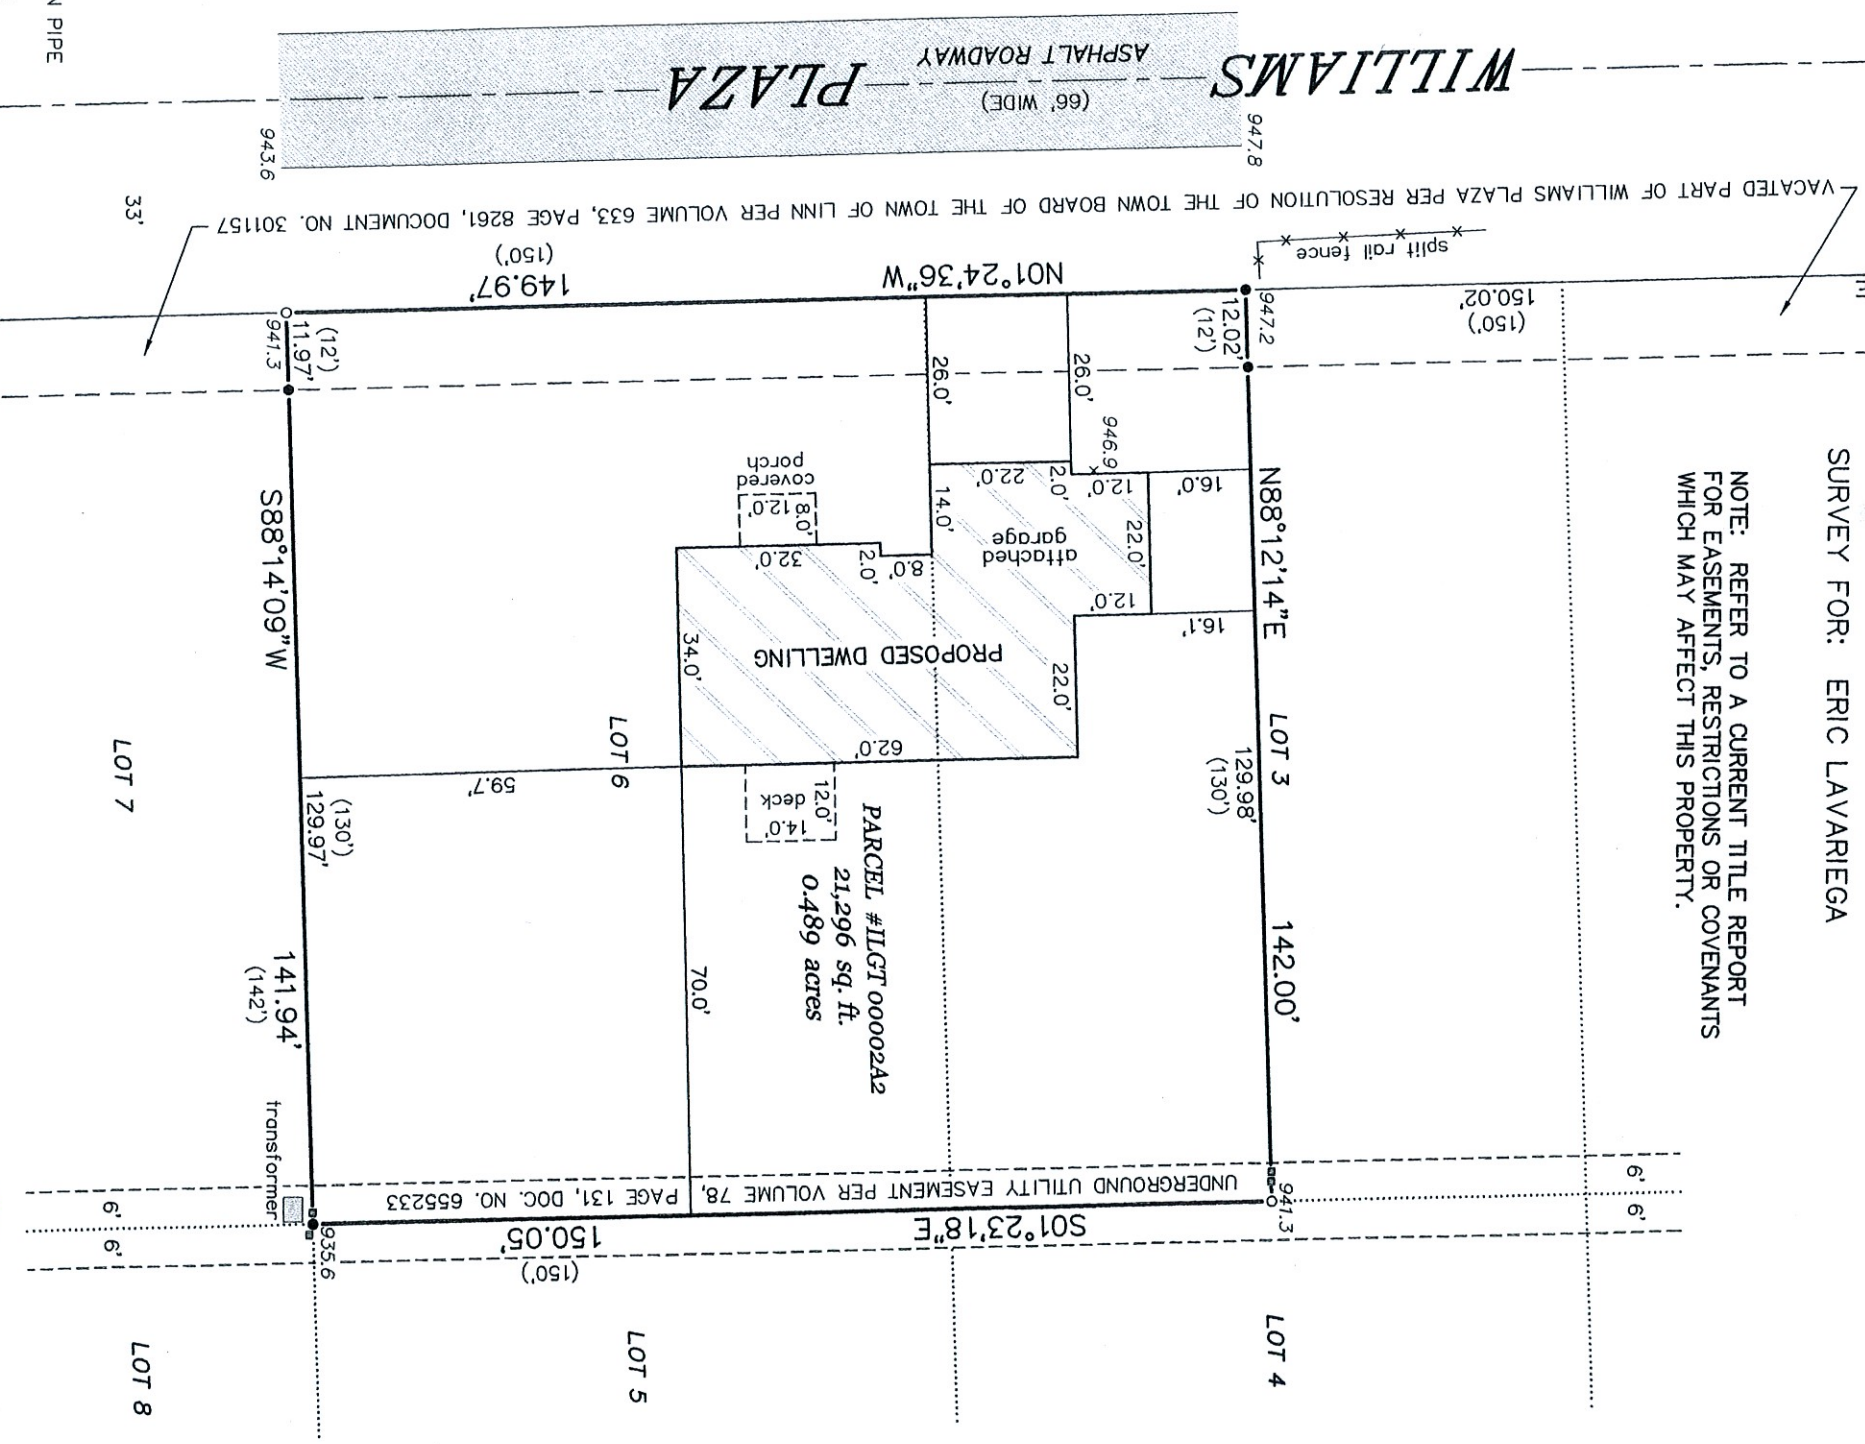 N PIPE
WILLIAMS PLAZA
ASPHALT ROADWAY
(66' WIDE)
943.6
947.8
33'
VACATED PART OF WILLIAMS PLAZA PER RESOLUTION OF THE TOWN BOARD OF THE TOWN OF LINN PER VOLUME 633, PAGE 8261, DOCUMENT NO. 301157
split rail fence
N01°24'36"W
149.97'
(150')
150.02'
(150')
947.2
12.02'
(12')
941.3
11.97'
(12')
26.0'
26.0'
946.9
16.0'
12.0'
2.0'
22.0'
14.0'
22.0'
attached
garage
12.0'
16.1'
covered
porch
12.0'
8.0'
32.0'
2.0'
8.0'
34.0'
PROPOSED DWELLING
22.0'
62.0'
59.7'
deck
14.0'
12.0'
70.0'
S88°14'09"W
129.97'
(130')
141.94'
(142')
N88°12'14"E
129.98'
(130')
142.00'
LOT 3
LOT 6
LOT 7
PARCEL #ILGT 00002A2
21,296 sq. ft.
0.489 acres
SURVEY FOR: ERIC LAVARIEGA
NOTE: REFER TO A CURRENT TITLE REPORT
FOR EASEMENTS, RESTRICTIONS OR COVENANTS
WHICH MAY AFFECT THIS PROPERTY.
transformer
UNDERGROUND UTILITY EASEMENT PER VOLUME 78, PAGE 131, DOC. NO. 655233
S01°23'18"E
150.05'
(150')
941.3
935.6
6'
6'
6'
6'
LOT 4
LOT 5
LOT 8